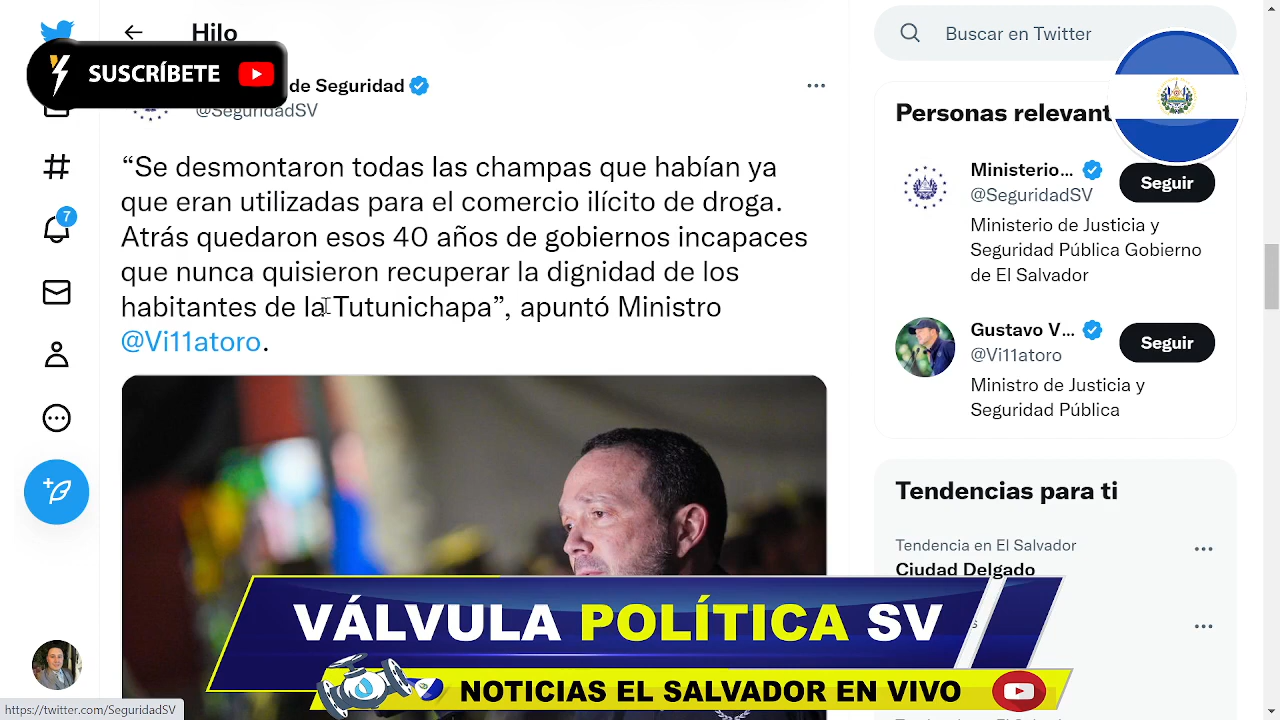 Hilo
Buscar en Twitter
SUSCRÍBETE
de Seguridad
@SeguridadSV
“Se desmontaron todas las champas que habían ya
que eran utilizadas para el comercio ilícito de droga.
Atrás quedaron esos 40 años de gobiernos incapaces
que nunca quisieron recuperar la dignidad de los
habitantes de la Tutunichapa”, apuntó Ministro
@Vi11atoro.
7
Personas relevant
Ministerio...
@SeguridadSV
Seguir
Ministerio de Justicia y
Seguridad Pública Gobierno
de El Salvador
Gustavo V...
@Vi11atoro
Seguir
Ministro de Justicia y
Seguridad Pública
Tendencias para ti
Tendencia en El Salvador
Ciudad Delgado
VÁLVULA POLÍTICA SV
NOTICIAS EL SALVADOR EN VIVO
https://twitter.com/SeguridadSV